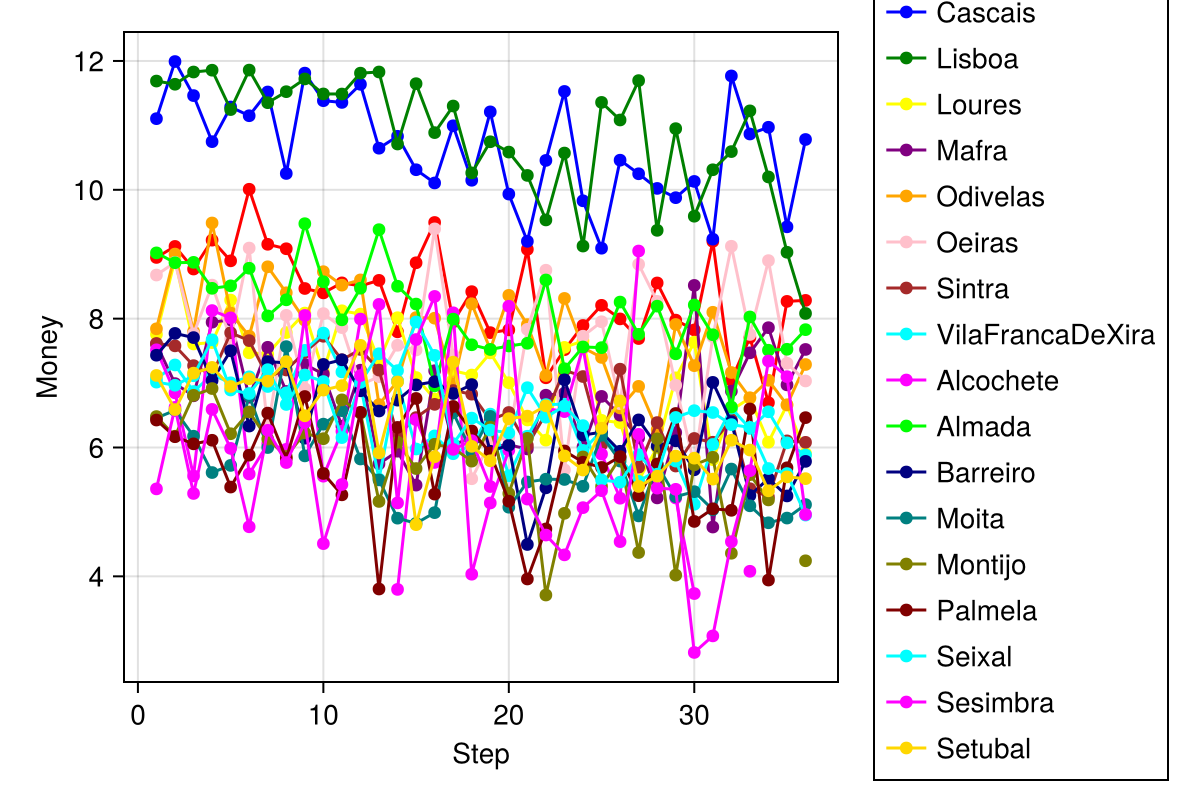 Money
12
10
8
6
4
0
10
20
30
Step
Cascais
Lisboa
Loures
Mafra
Odivelas
Oeiras
Sintra
VilaFrancaDeXira
Alcochete
Almada
Barreiro
Moita
Montijo
Palmela
Seixal
Sesimbra
Setubal